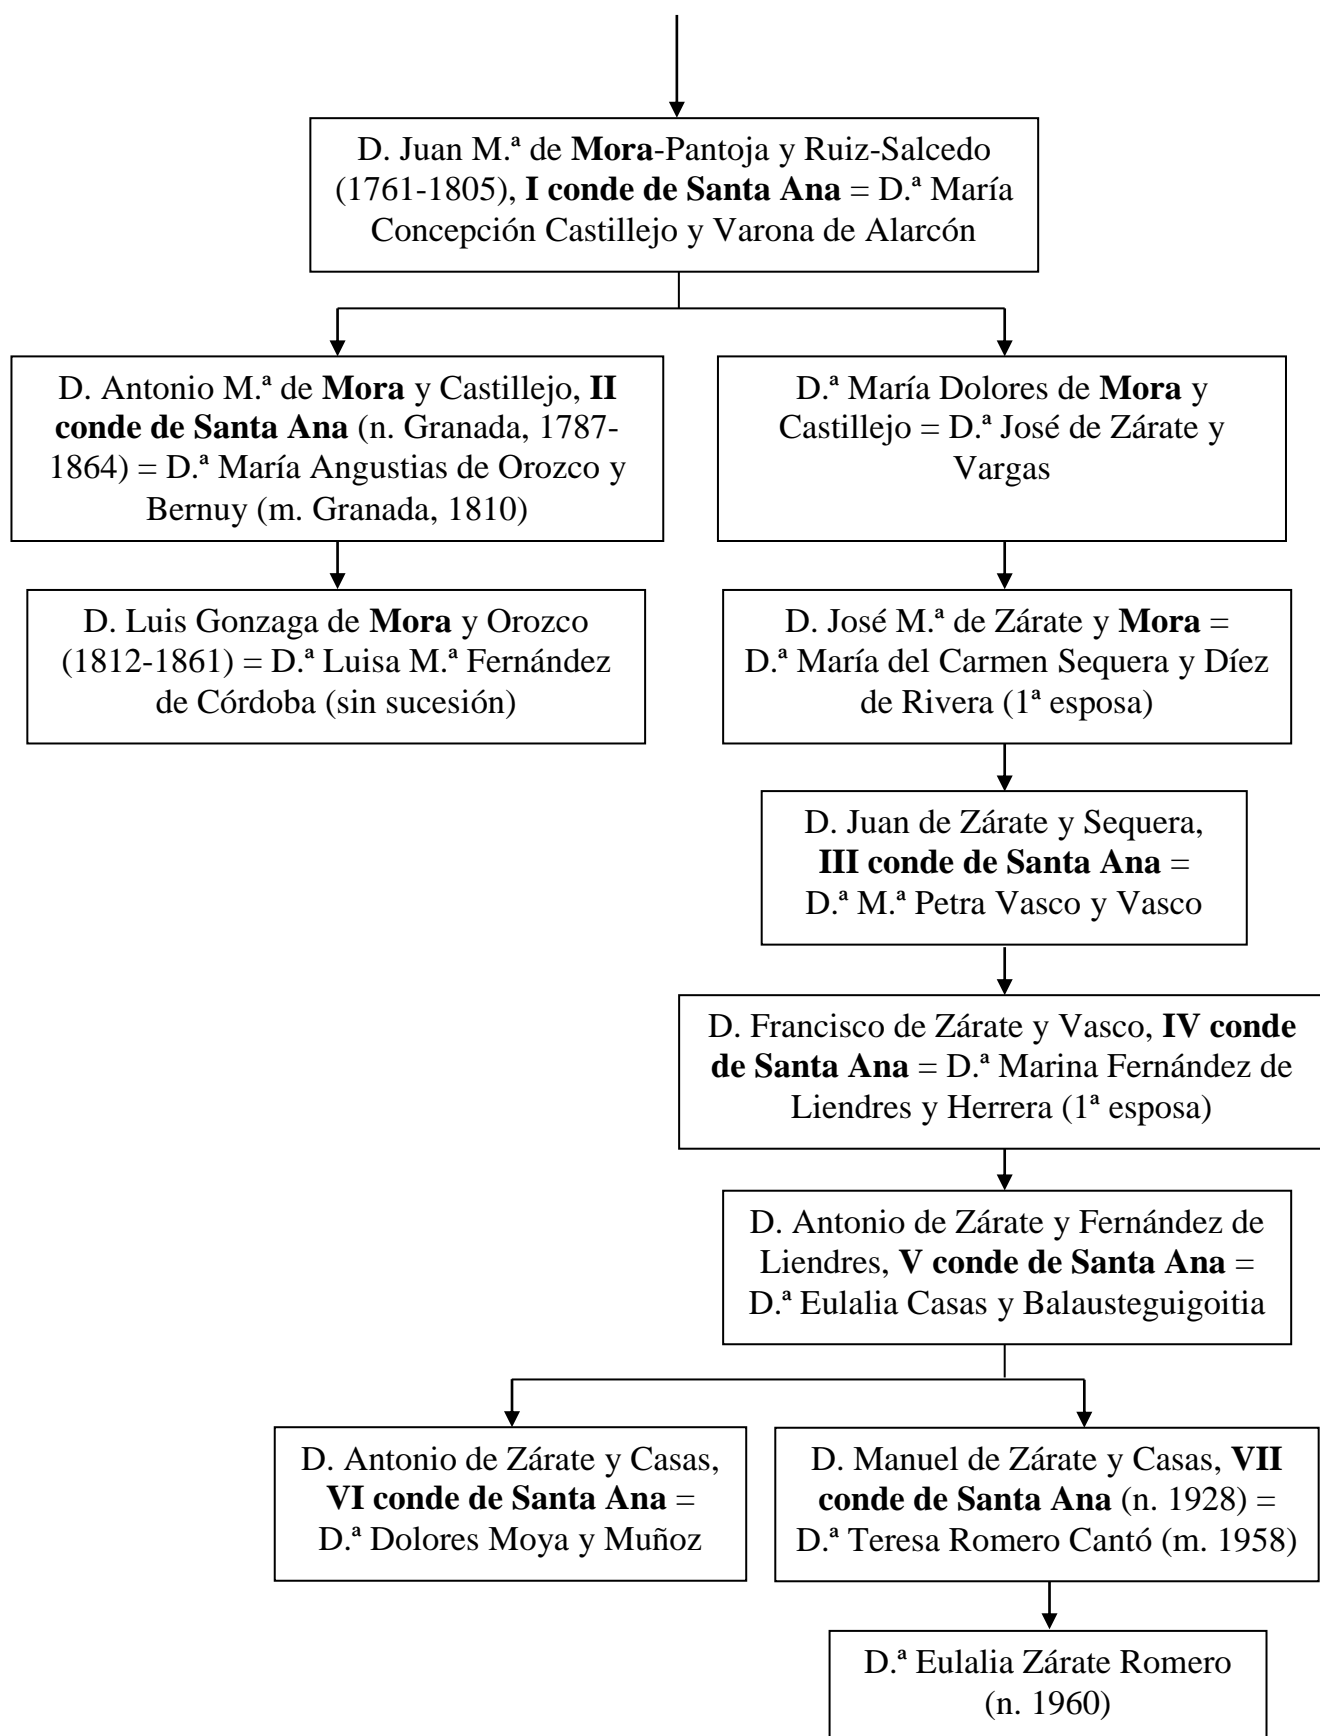 D. Juan M.ª de Mora-Pantoja y Ruiz-Salcedo
(1761-1805), I conde de Santa Ana = D.ª María
Concepción Castillejo y Varona de Alarcón
D. Antonio M.ª de Mora y Castillejo, II
conde de Santa Ana (n. Granada, 1787-
1864) = D.ª María Angustias de Orozco y
Bernuy (m. Granada, 1810)
D.ª María Dolores de Mora y
Castillejo = D.ª José de Zárate y
Vargas
D. Luis Gonzaga de Mora y Orozco
(1812-1861) = D.ª Luisa M.ª Fernández
de Córdoba (sin sucesión)
D. José M.ª de Zárate y Mora =
D.ª María del Carmen Sequera y Díez
de Rivera (1ª esposa)
D. Juan de Zárate y Sequera,
III conde de Santa Ana =
D.ª M.ª Petra Vasco y Vasco
D. Francisco de Zárate y Vasco, IV conde
de Santa Ana = D.ª Marina Fernández de
Liendres y Herrera (1ª esposa)
D. Antonio de Zárate y Fernández de
Liendres, V conde de Santa Ana =
D.ª Eulalia Casas y Balausteguigoitia
D. Antonio de Zárate y Casas,
VI conde de Santa Ana =
D.ª Dolores Moya y Muñoz
D. Manuel de Zárate y Casas, VII
conde de Santa Ana (n. 1928) =
D.ª Teresa Romero Cantó (m. 1958)
D.ª Eulalia Zárate Romero
(n. 1960)